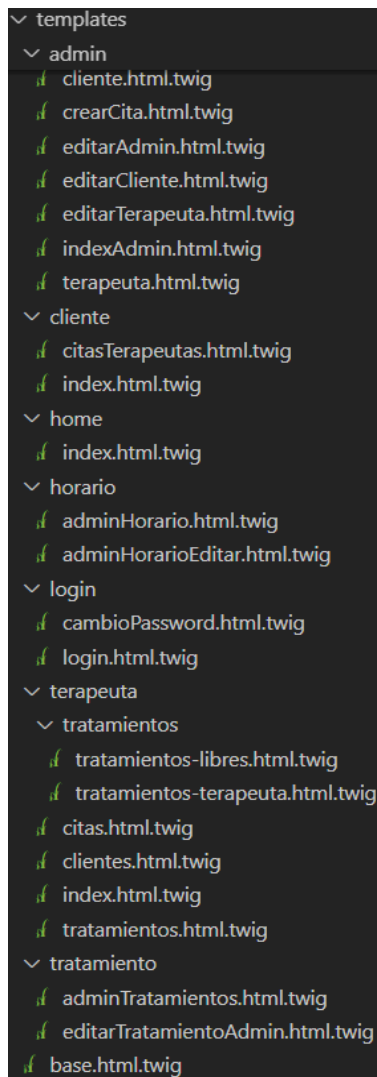 templates
admin
cliente.html.twig
crearCita.html.twig
editarAdmin.html.twig
editarCliente.html.twig
editarTerapeuta.html.twig
indexAdmin.html.twig
terapeuta.html.twig
cliente
citasTerapeutas.html.twig
index.html.twig
home
index.html.twig
horario
adminHorario.html.twig
adminHorarioEditar.html.twig
login
cambioPassword.html.twig
login.html.twig
terapeuta
tratamientos
tratamientos-libres.html.twig
tratamientos-terapeuta.html.twig
citas.html.twig
clientes.html.twig
index.html.twig
tratamientos.html.twig
tratamiento
adminTratamientos.html.twig
editarTratamientoAdmin.html.twig
base.html.twig